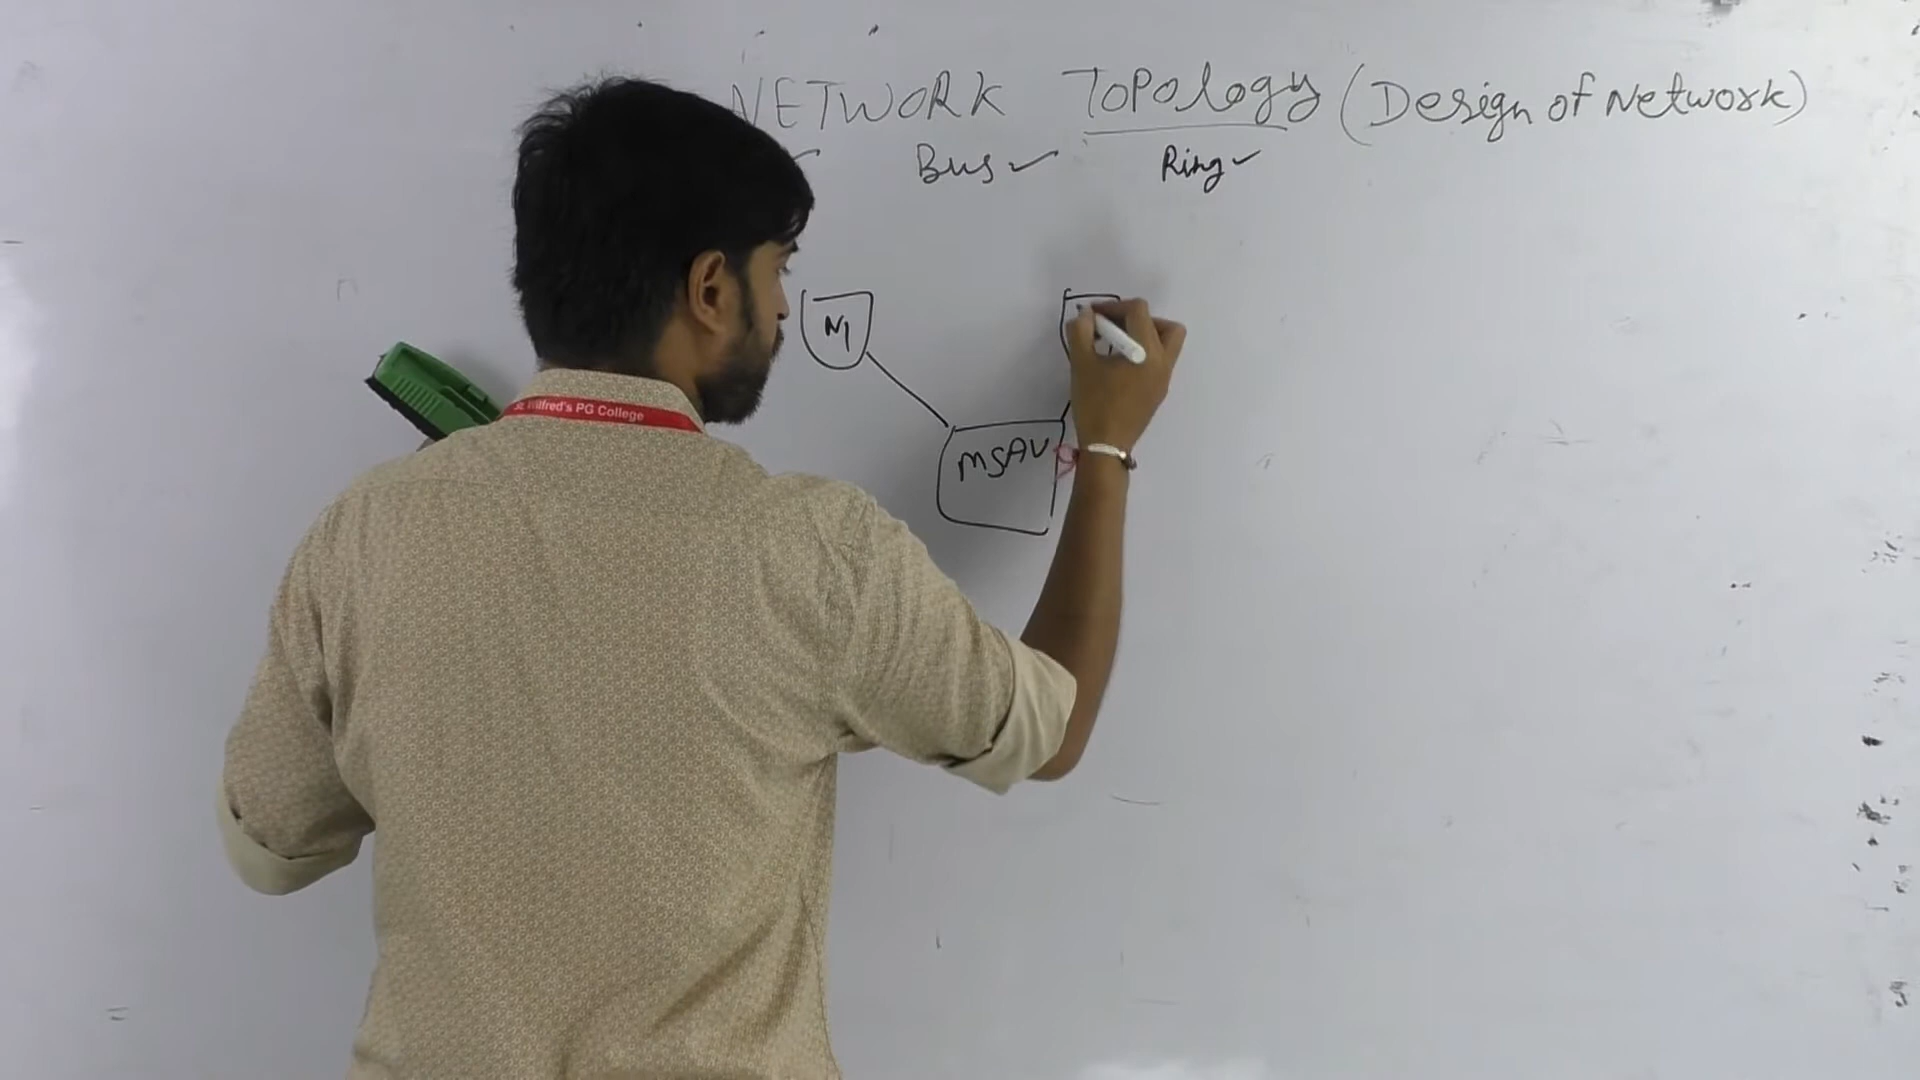 NETWORK Topology (Design of Network)
Bus Ring
N1
MSAU
St. Wilfred's PG College